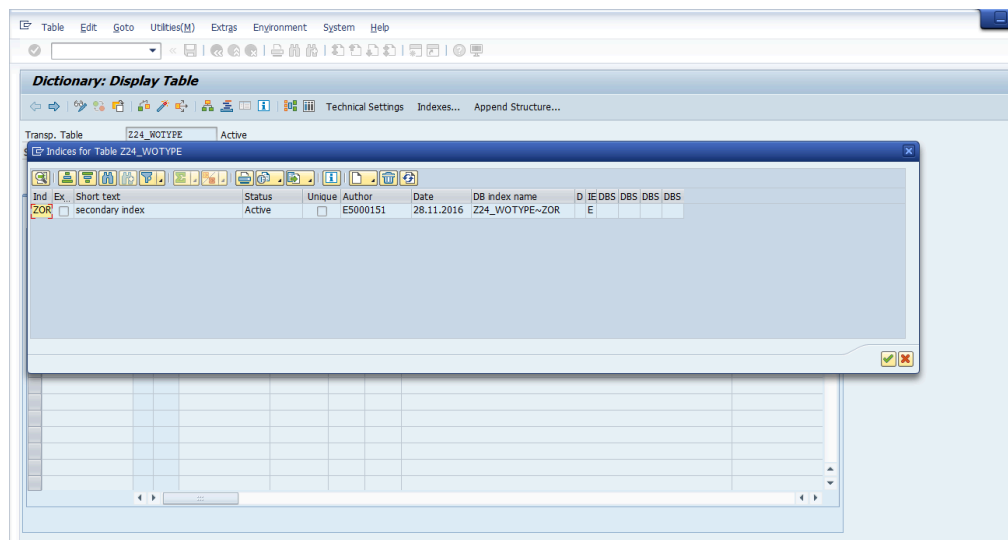 Table Edit Goto Utilities(M) Extras Environment System Help
Dictionary: Display Table
Technical Settings Indexes... Append Structure...
Transp. Table Z24_WOTYPE Active
Indices for Table Z24_WOTYPE
Ind Ex.. Short text Status Unique Author Date DB index name D IE DBS DBS DBS DBS
ZOR secondary index Active E5000151 28.11.2016 Z24_WOTYPE~ZOR E